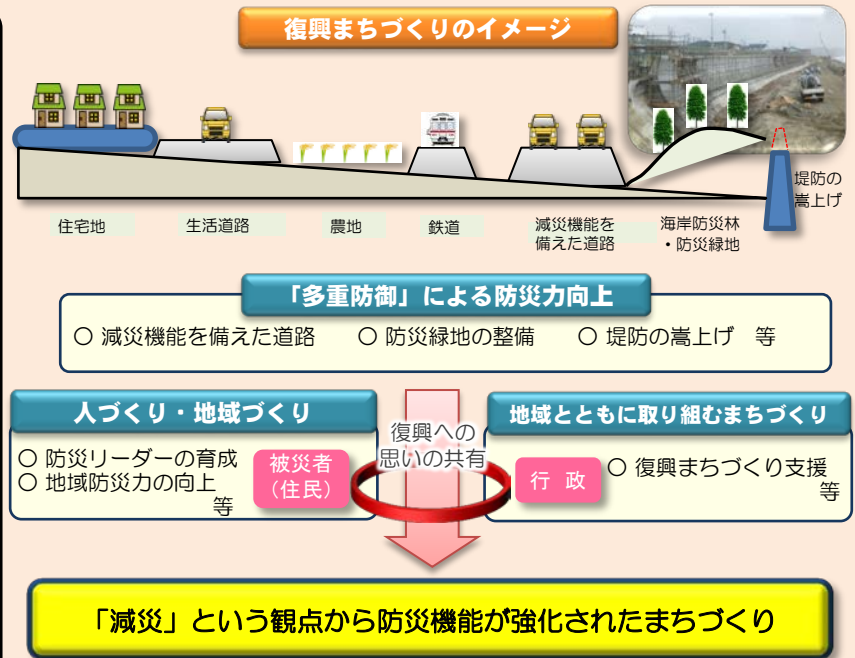 復興まちづくりのイメージ
堤防の
嵩上げ
住宅地
生活道路
農地
鉄道
減災機能を
備えた道路
海岸防災林
・防災緑地
「多重防御」による防災力向上
○ 減災機能を備えた道路　○ 防災緑地の整備　○ 堤防の嵩上げ　等
人づくり・地域づくり
○ 防災リーダーの育成
○ 地域防災力の向上
等
被災者
（住民）
復興への
思いの共有
地域とともに取り組むまちづくり
行 政
○ 復興まちづくり支援
等
「減災」という観点から防災機能が強化されたまちづくり